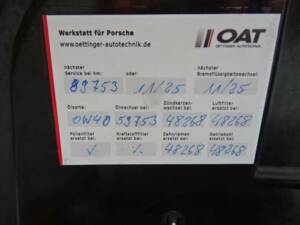 Werkstatt für Porsche
www.oettinger-autotechnik.de
OAT
OETTINGER AUTOTECHNIK
nächster nächster
Service bei km: oder: Bremsflüssigkeitswechsel:
89753 11/25 11/25
Ölsorte: Ölwechsel bei: Zündkerzen- Luftfilter
wechsel bei: ersetzt bei:
0W40 59753 48268 48268
Pollenfilter Kraftstofffilter Zahnriemen Getriebeöl
ersetzt bei: ersetzt bei: ersetzt bei: ersetzt bei:
✓ ⁒ 48268 48268